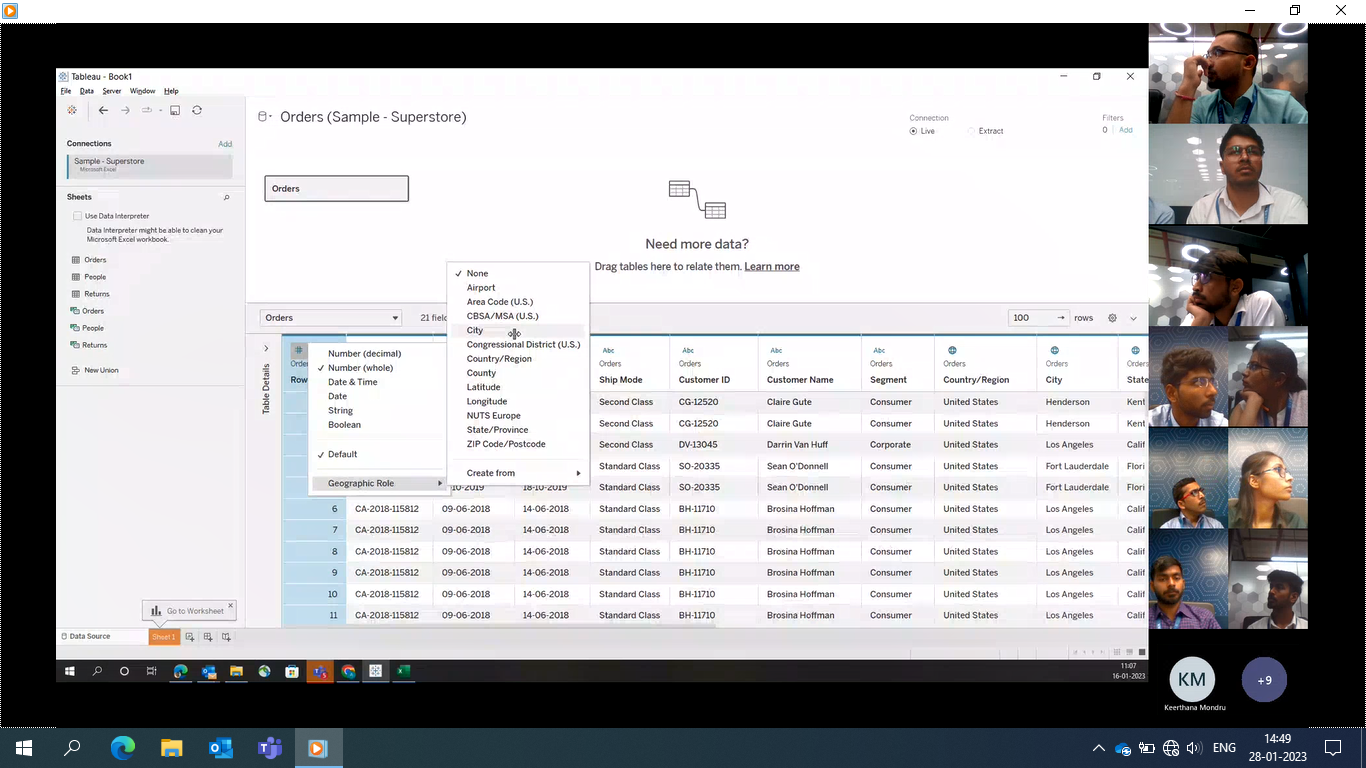 Tableau - Book1
File Data Server Window Help
Connections Add
Sample - Superstore
Microsoft Excel
Sheets
Use Data Interpreter
Data Interpreter might be able to clean your
Microsoft Excel workbook.
Orders
People
Returns
Orders
People
Returns
New Union
Orders (Sample - Superstore)
Connection
Live Extract
Filters
0 Add
Orders
Need more data?
Drag tables here to relate them. Learn more
Orders 21 100 rows
Table Details
Number (decimal)
Number (whole)
Date & Time
Date
String
Boolean
Default
Geographic Role
None
Airport
Area Code (U.S.)
CBSA/MSA (U.S.)
City
Congressional District (U.S.)
Country/Region
County
Latitude
Longitude
NUTS Europe
State/Province
ZIP Code/Postcode
Create from
Abc Abc Abc Abc
Orders Orders Orders Orders Orders Orders Orders
Row Ship Mode Customer ID Customer Name Segment Country/Region City State
Second Class CG-12520 Claire Gute Consumer United States Henderson Kent
Second Class CG-12520 Claire Gute Consumer United States Henderson Kent
Second Class DV-13045 Darrin Van Huff Corporate United States Los Angeles Calif
Standard Class SO-20335 Sean O'Donnell Consumer United States Fort Lauderdale Flori
18-10-2019 Standard Class SO-20335 Sean O'Donnell Consumer United States Fort Lauderdale Flori
6 CA-2018-115812 09-06-2018 14-06-2018 Standard Class BH-11710 Brosina Hoffman Consumer United States Los Angeles Calif
7 CA-2018-115812 09-06-2018 14-06-2018 Standard Class BH-11710 Brosina Hoffman Consumer United States Los Angeles Calif
8 CA-2018-115812 09-06-2018 14-06-2018 Standard Class BH-11710 Brosina Hoffman Consumer United States Los Angeles Calif
9 CA-2018-115812 09-06-2018 14-06-2018 Standard Class BH-11710 Brosina Hoffman Consumer United States Los Angeles Calif
10 CA-2018-115812 09-06-2018 14-06-2018 Standard Class BH-11710 Brosina Hoffman Consumer United States Los Angeles Calif
11 CA-2018-115812 09-06-2018 14-06-2018 Standard Class BH-11710 Brosina Hoffman Consumer United States Los Angeles Calif
Go to Worksheet
Data Source Sheet 1
11:07
16-01-2023
KM
+9
Keerthana Mondru
ENG
14:49
28-01-2023